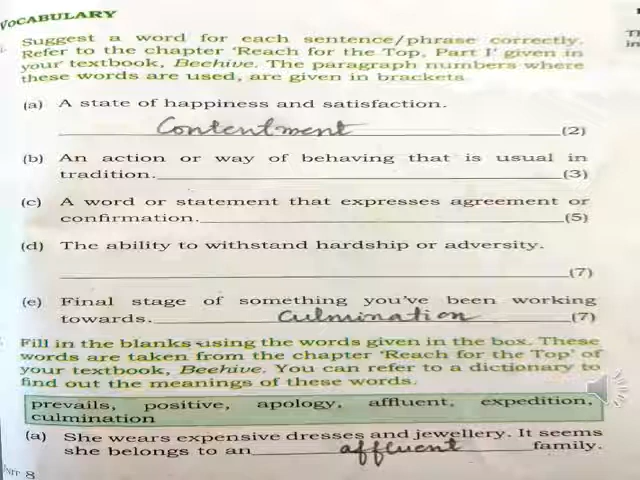 VOCABULARY
Suggest a word for each sentence/phrase correctly.
Refer to the chapter 'Reach for the Top, Part I' given in
your textbook, Beehive. The paragraph numbers where
these words are used, are given in brackets
(a) A state of happiness and satisfaction.
Contentment (2)
(b) An action or way of behaving that is usual in
tradition. (3)
(c) A word or statement that expresses agreement or
confirmation. (5)
(d) The ability to withstand hardship or adversity.
(7)
(e) Final stage of something you've been working
towards. Culmination (7)
Fill in the blanks using the words given in the box. These
words are taken from the chapter 'Reach for the Top' of
your textbook, Beehive. You can refer to a dictionary to
find out the meanings of these words.
prevails, positive, apology, affluent, expedition,
culmination
(a) She wears expensive dresses and jewellery. It seems
she belongs to an affluent family.
8